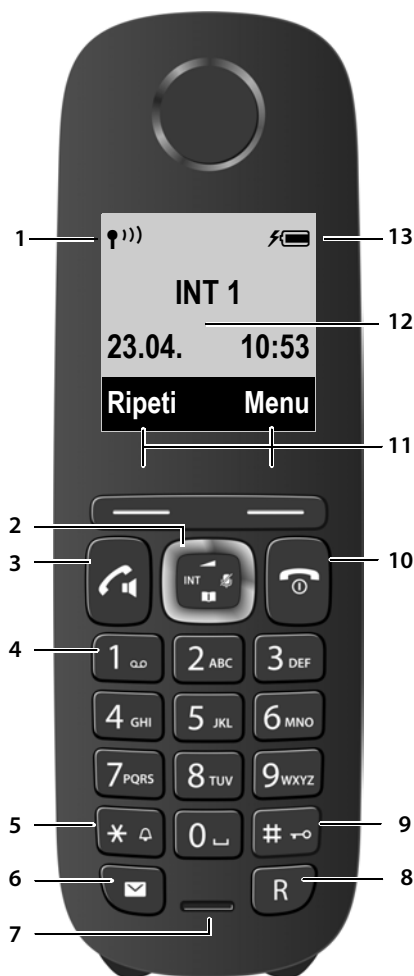 1
13
INT 1
12
23.04. 10:53
Ripeti Menu
11
2
3
INT
10
4
1 2 ABC 3 DEF
4 GHI 5 JKL 6 MNO
7 PQRS 8 TUV 9 WXYZ
5
* 0 #
9
6
R
8
7